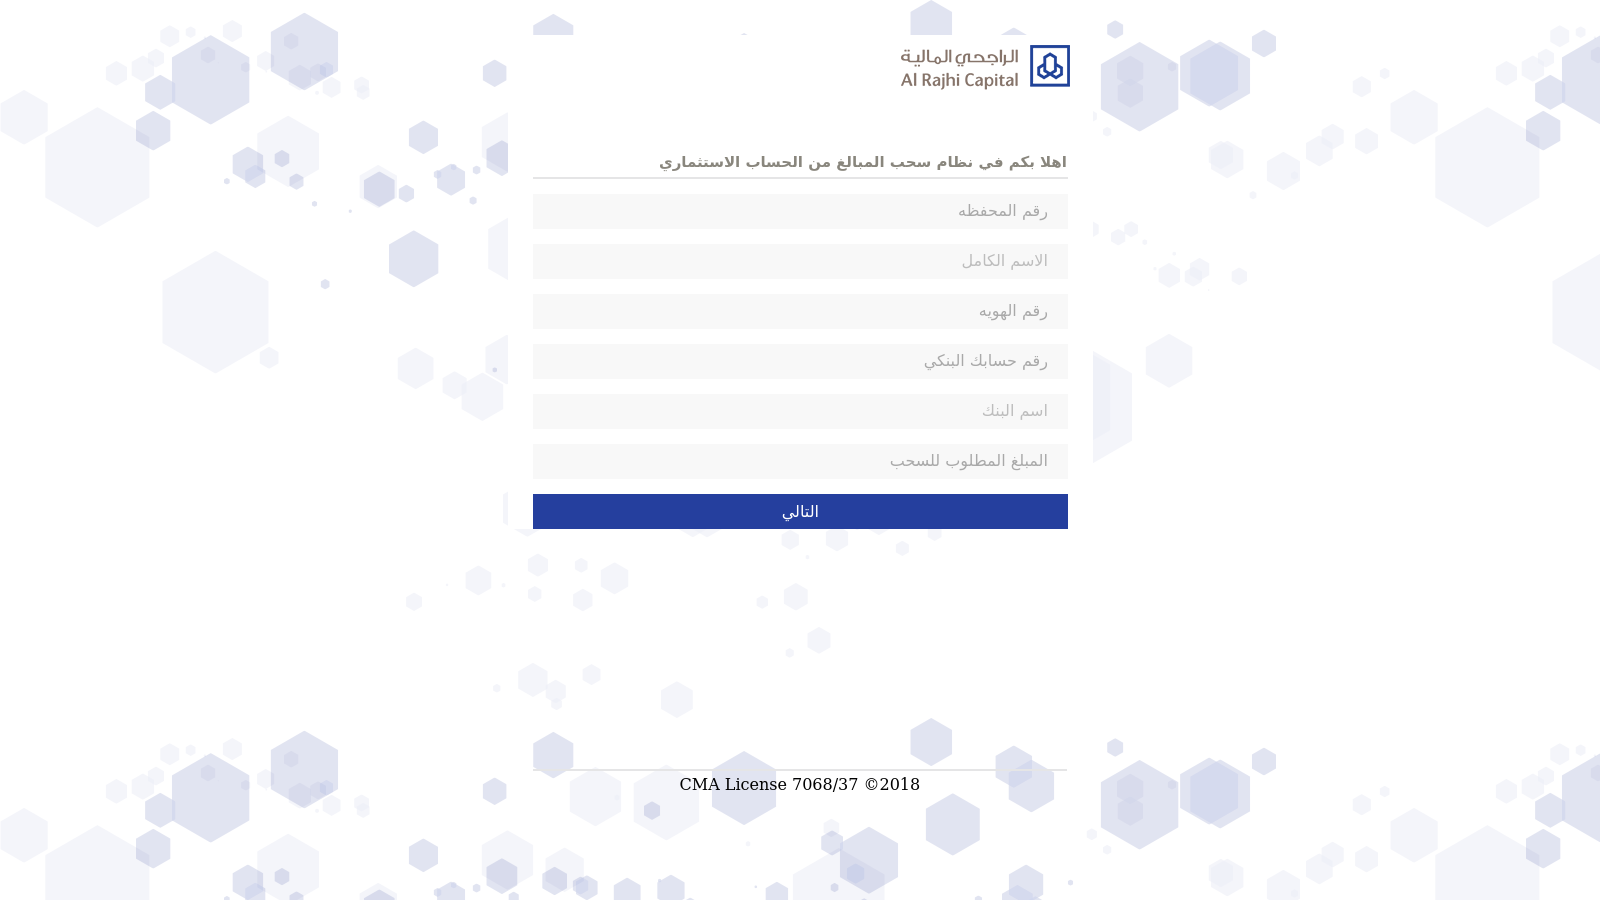 الراجحي المالية
Al Rajhi Capital
اهلا بكم في نظام سحب المبالغ من الحساب الاستثماري
رقم المحفظه
الاسم الكامل
رقم الهويه
رقم حسابك البنكي
اسم البنك
المبلغ المطلوب للسحب
التالي
CMA License 7068/37 ©2018